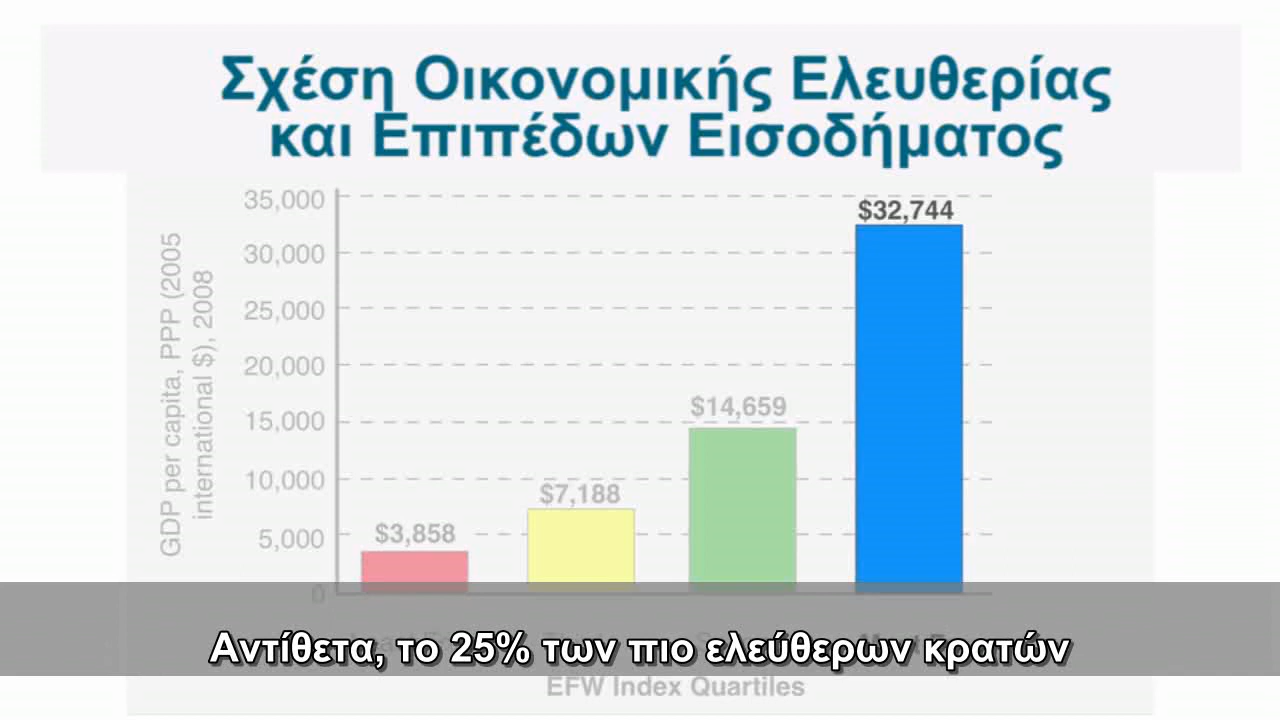 Σχέση Οικονομικής Ελευθερίας
και Επιπέδων Εισοδήματος
GDP per capita, PPP (2005
international $), 2008
35,000
30,000
25,000
20,000
15,000
10,000
5,000
0
$3,858
$7,188
$14,659
$32,744
Αντίθετα, το 25% των πιο ελεύθερων κρατών
EFW Index Quartiles